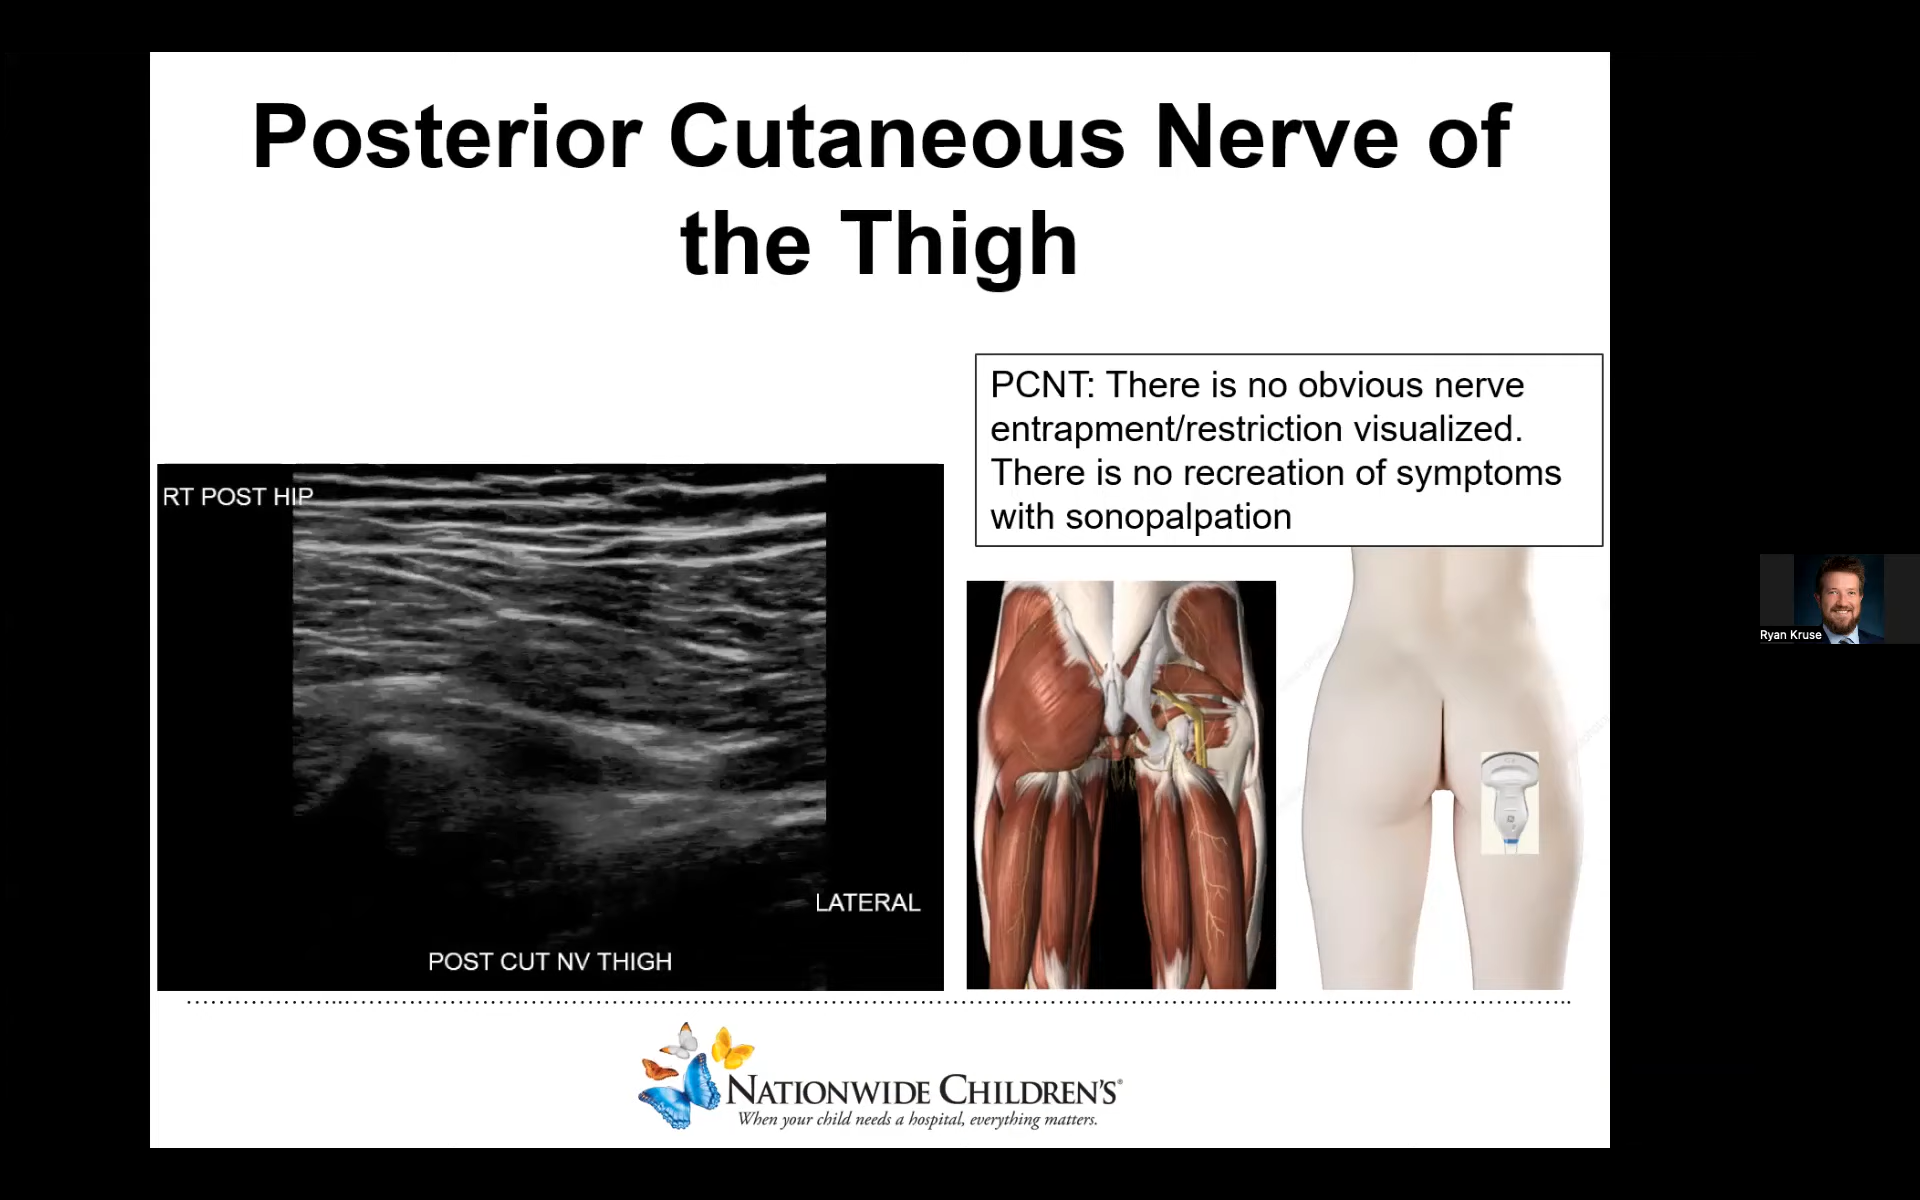 Posterior Cutaneous Nerve of
the Thigh
PCNT: There is no obvious nerve
entrapment/restriction visualized.
There is no recreation of symptoms
with sonopalpation
RT POST HIP
LATERAL
POST CUT NV THIGH
Ryan Kruse
NATIONWIDE CHILDREN'S®
When your child needs a hospital, everything matters.